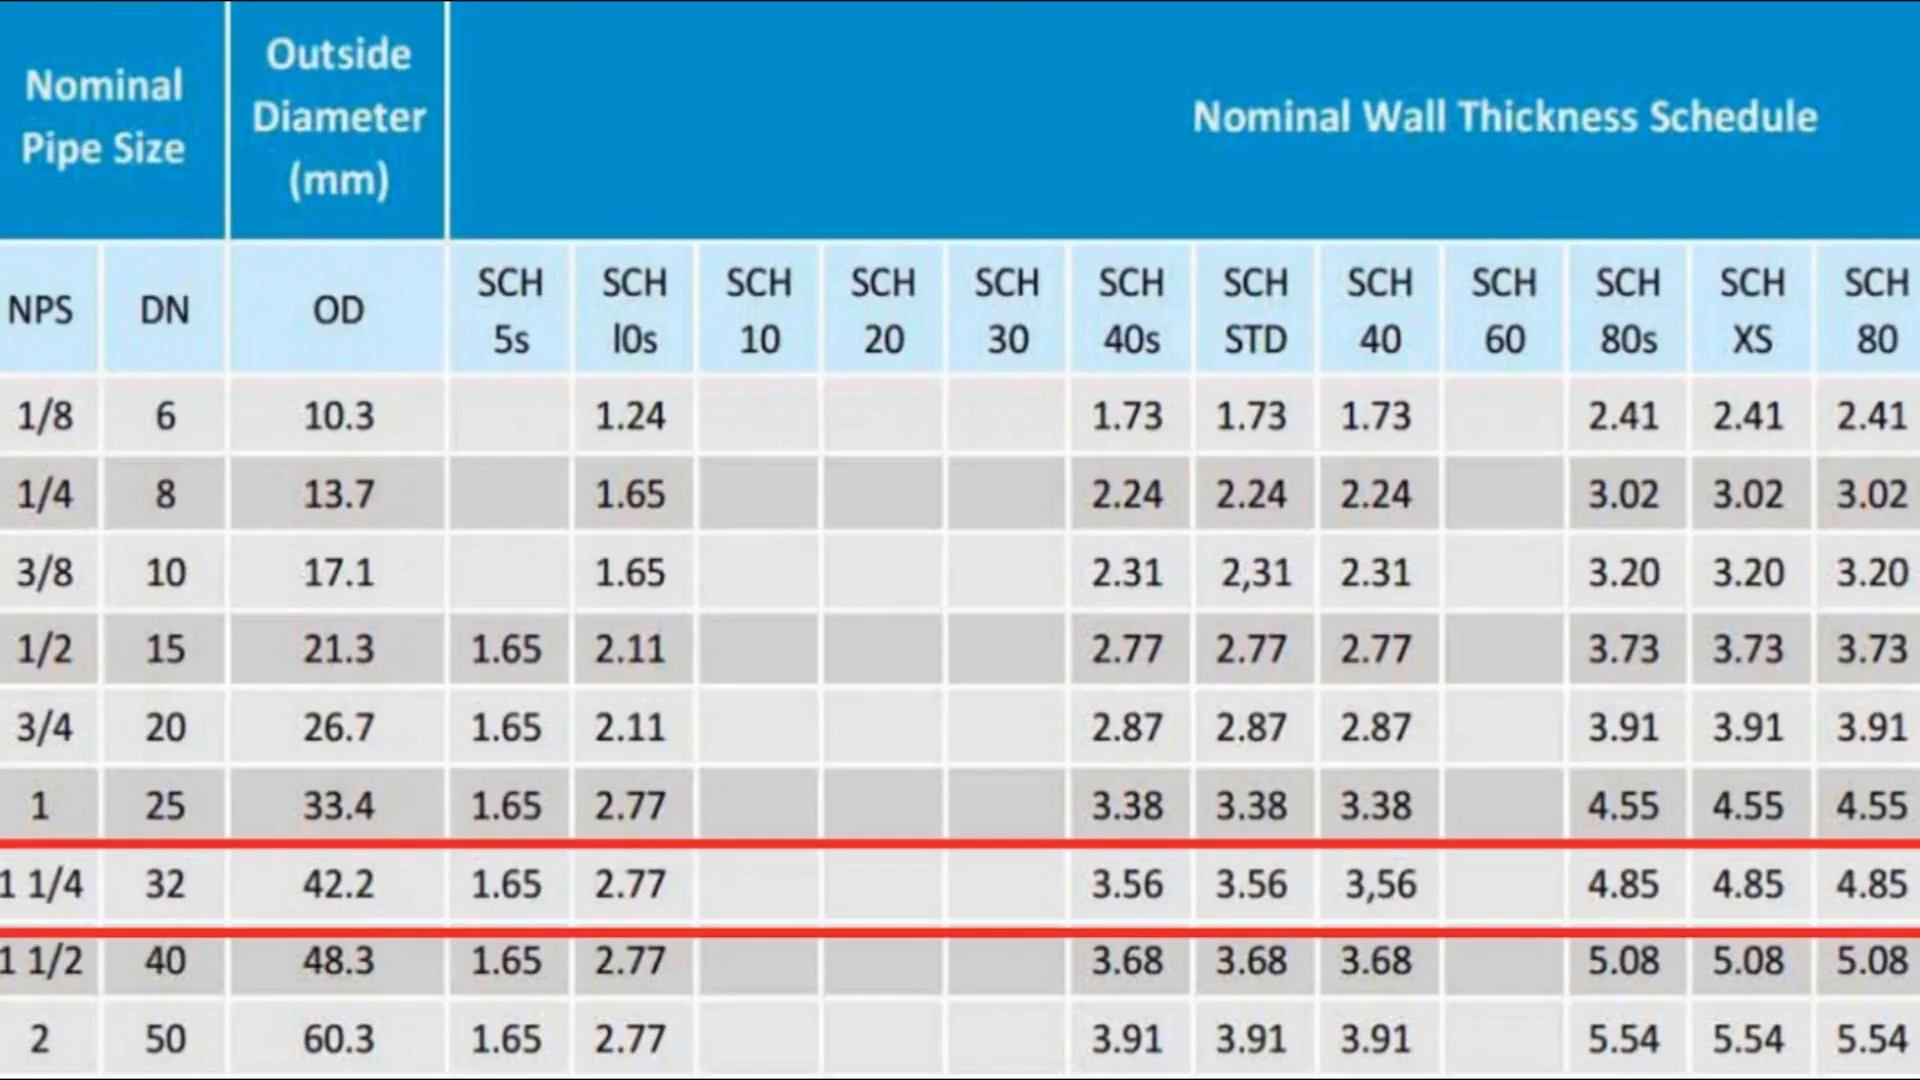 Nominal Pipe Size Outside Diameter (mm) Nominal Wall Thickness Schedule
NPS DN OD SCH 5s SCH l0s SCH 10 SCH 20 SCH 30 SCH 40s SCH STD SCH 40 SCH 60 SCH 80s SCH XS SCH 80
1/8 6 10.3 1.24 1.73 1.73 1.73 2.41 2.41 2.41
1/4 8 13.7 1.65 2.24 2.24 2.24 3.02 3.02 3.02
3/8 10 17.1 1.65 2.31 2,31 2.31 3.20 3.20 3.20
1/2 15 21.3 1.65 2.11 2.77 2.77 2.77 3.73 3.73 3.73
3/4 20 26.7 1.65 2.11 2.87 2.87 2.87 3.91 3.91 3.91
1 25 33.4 1.65 2.77 3.38 3.38 3.38 4.55 4.55 4.55
1 1/4 32 42.2 1.65 2.77 3.56 3.56 3,56 4.85 4.85 4.85
1 1/2 40 48.3 1.65 2.77 3.68 3.68 3.68 5.08 5.08 5.08
2 50 60.3 1.65 2.77 3.91 3.91 3.91 5.54 5.54 5.54